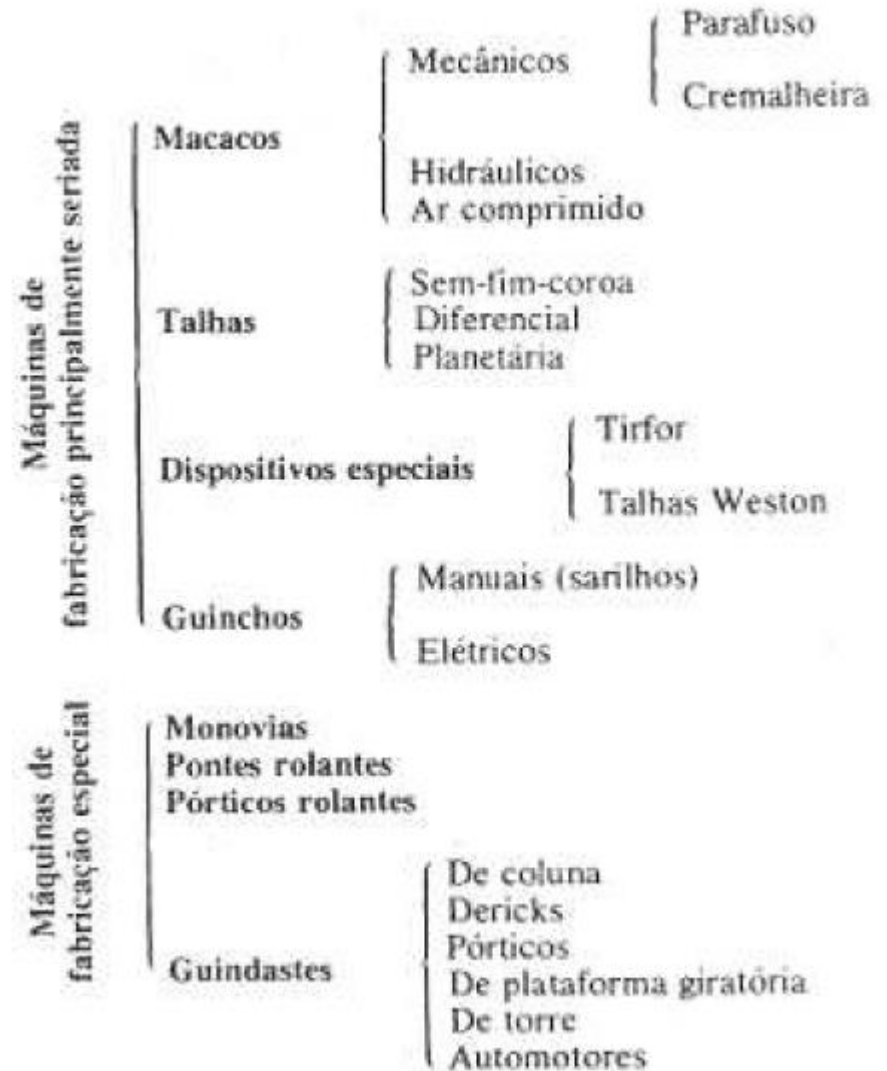 Máquinas de
fabricação principalmente seriada
Macacos
Mecânicos
Parafuso
Cremalheira
Hidráulicos
Ar comprimido
Talhas
Sem-fim-coroa
Diferencial
Planetária
Dispositivos especiais
Tirfor
Talhas Weston
Guinchos
Manuais (sarilhos)
Elétricos
Máquinas de
fabricação especial
Monovias
Pontes rolantes
Pórticos rolantes
Guindastes
De coluna
Dericks
Pórticos
De plataforma giratória
De torre
Automotores